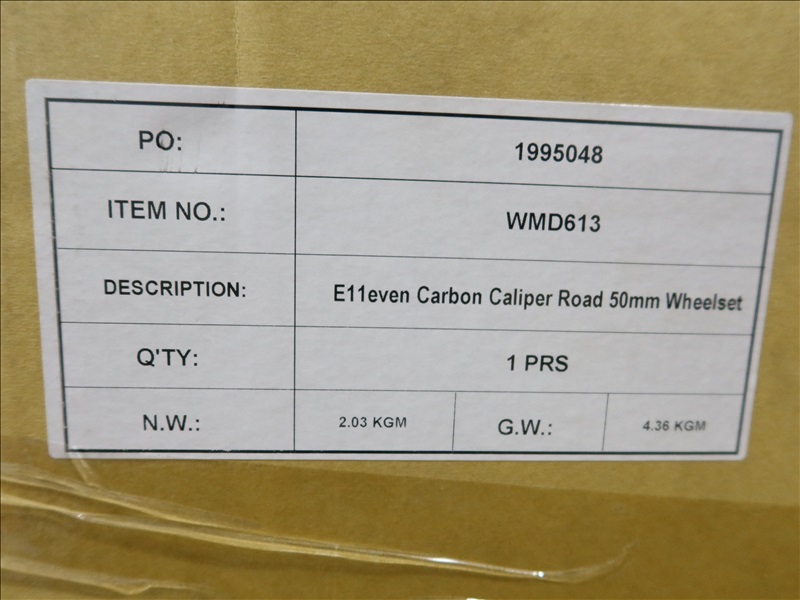 PO: 1995048
ITEM NO.: WMD613
DESCRIPTION: E11even Carbon Caliper Road 50mm Wheelset
Q'TY: 1 PRS
N.W.: 2.03 KGM G.W.: 4.36 KGM